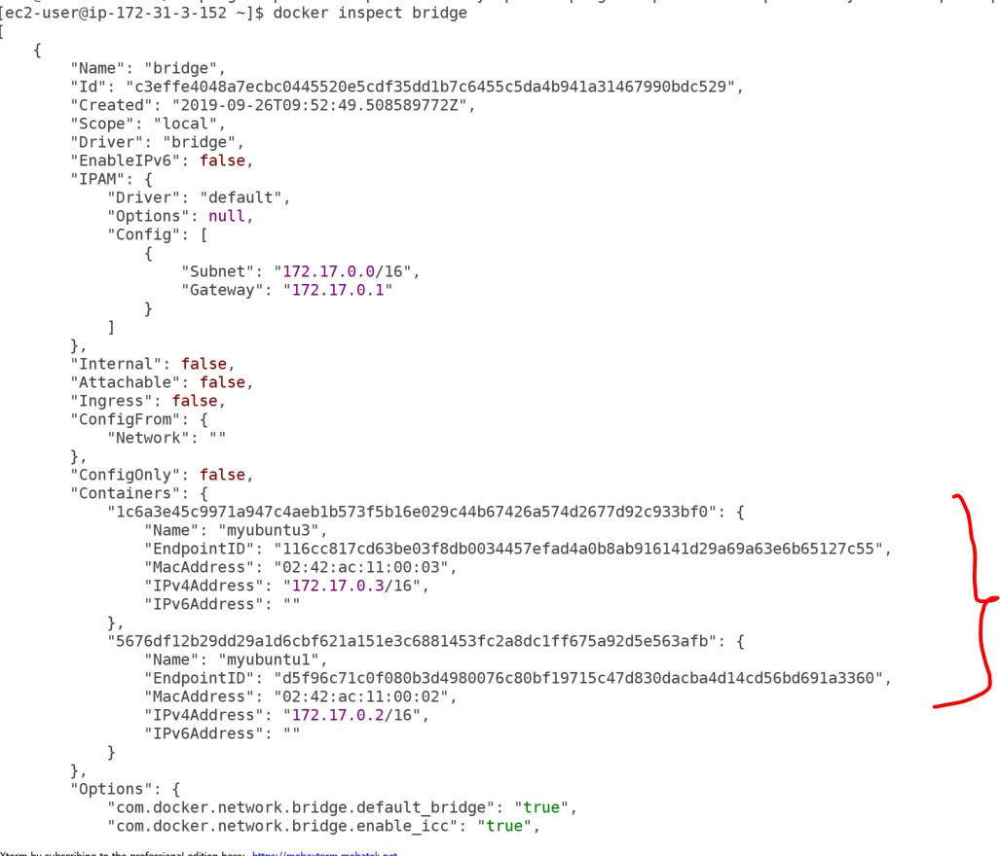 [ec2-user@ip-172-31-3-152 ~]$ docker inspect bridge
[
{
"Name": "bridge",
"Id": "c3effe4048a7ecbc0445520e5cdf35dd1b7c6455c5da4b941a31467990bdc529",
"Created": "2019-09-26T09:52:49.508589772Z",
"Scope": "local",
"Driver": "bridge",
"EnableIPv6": false,
"IPAM": {
"Driver": "default",
"Options": null,
"Config": [
{
"Subnet": "172.17.0.0/16",
"Gateway": "172.17.0.1"
}
]
},
"Internal": false,
"Attachable": false,
"Ingress": false,
"ConfigFrom": {
"Network": ""
},
"ConfigOnly": false,
"Containers": {
"1c6a3e45c9971a947c4aeb1b573f5b16e029c44b67426a574d2677d92c933bf0": {
"Name": "myubuntu3",
"EndpointID": "116cc817cd63be03f8db0034457efad4a0b8ab916141d29a69a63e6b65127c55",
"MacAddress": "02:42:ac:11:00:03",
"IPv4Address": "172.17.0.3/16",
"IPv6Address": ""
},
"5676df12b29dd29a1d6cbf621a151e3c6881453fc2a8dc1ff675a92d5e563afb": {
"Name": "myubuntu1",
"EndpointID": "d5f96c71c0f080b3d4980076c80bf19715c47d830dacba4d14cd56bd691a3360",
"MacAddress": "02:42:ac:11:00:02",
"IPv4Address": "172.17.0.2/16",
"IPv6Address": ""
}
},
"Options": {
"com.docker.network.bridge.default_bridge": "true",
"com.docker.network.bridge.enable_icc": "true",
Xterm by subscribing to the professional edition here: https://mobaxterm.mobatek.net